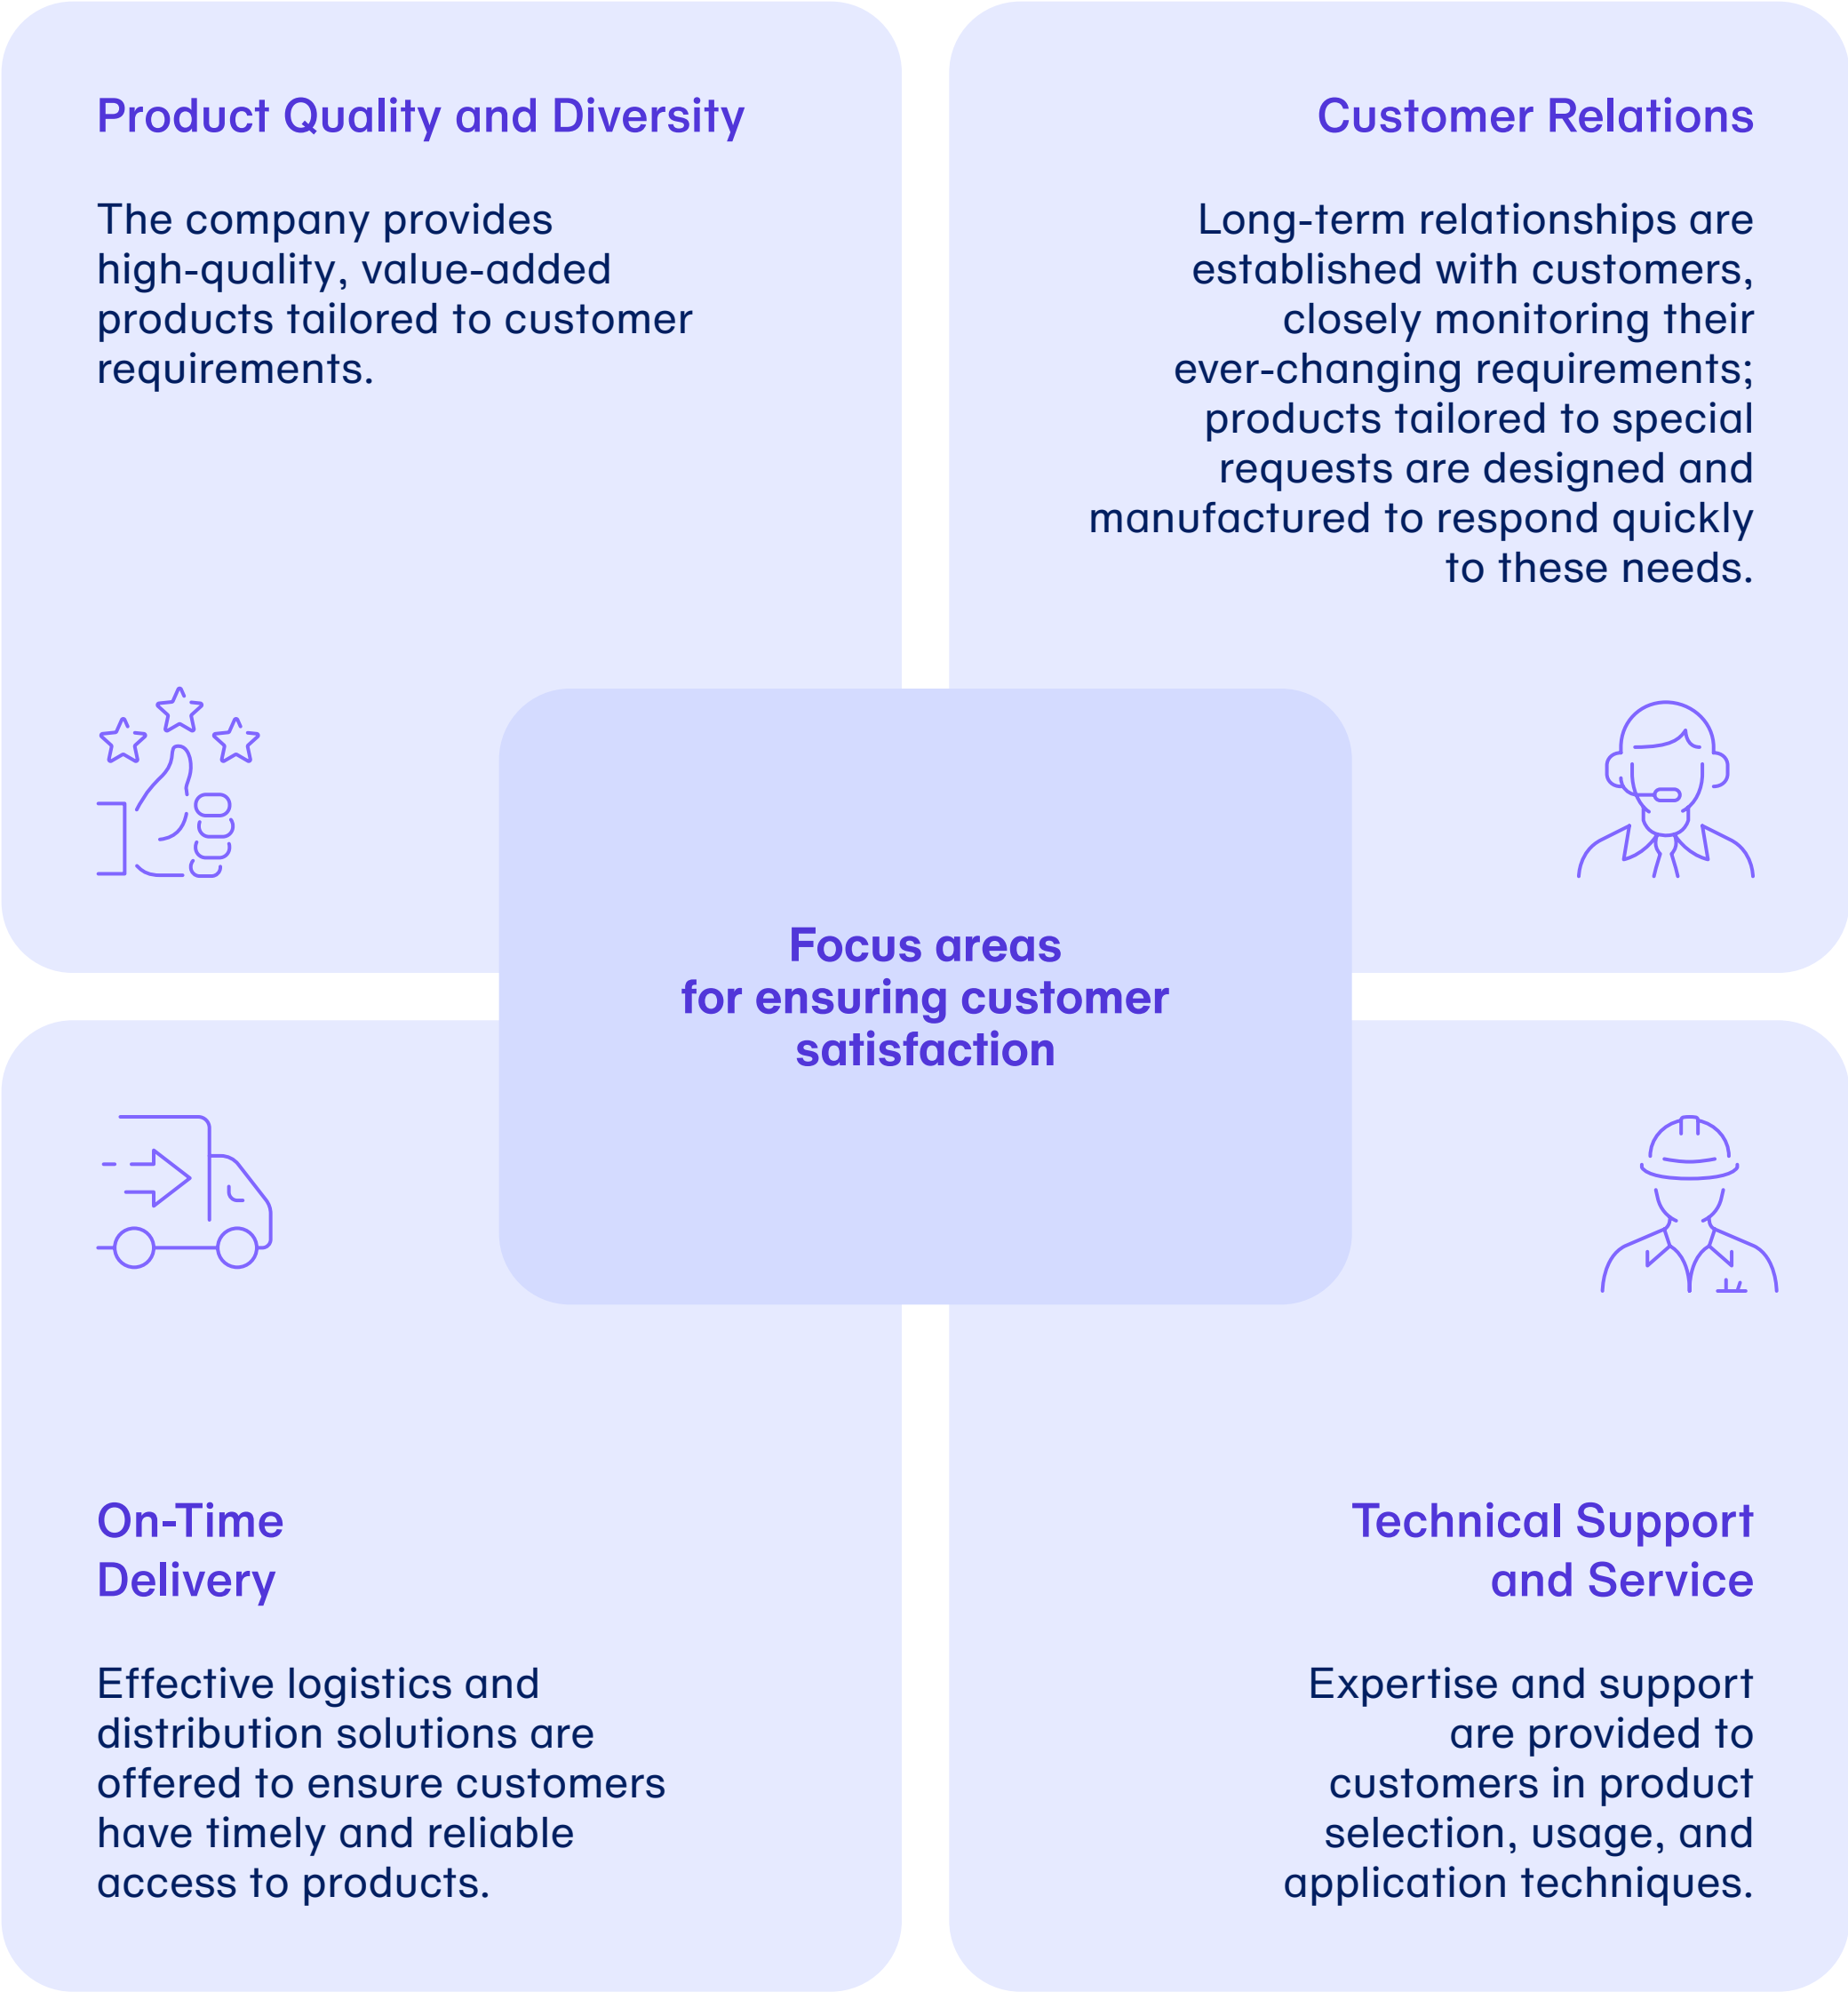 Product Quality and Diversity
The company provides
high-quality, value-added
products tailored to customer
requirements.
Customer Relations
Long-term relationships are
established with customers,
closely monitoring their
ever-changing requirements;
products tailored to special
requests are designed and
manufactured to respond quickly
to these needs.
Focus areas
for ensuring customer
satisfaction
On-Time
Delivery
Effective logistics and
distribution solutions are
offered to ensure customers
have timely and reliable
access to products.
Technical Support
and Service
Expertise and support
are provided to
customers in product
selection, usage, and
application techniques.